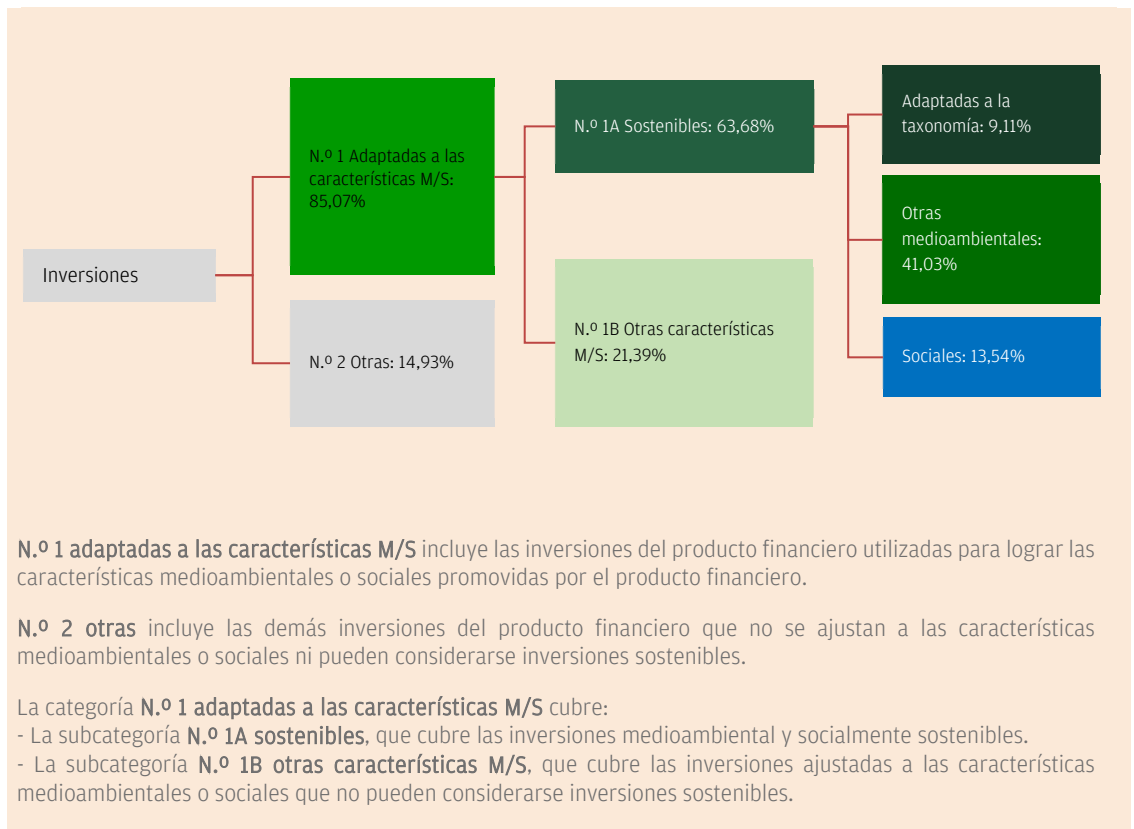 Inversiones
N.º 1 Adaptadas a las
características M/S:
85,07%
N.º 2 Otras: 14,93%
N.º 1A Sostenibles: 63,68%
N.º 1B Otras características
M/S: 21,39%
Adaptadas a la
taxonomía: 9,11%
Otras
medioambientales:
41,03%
Sociales: 13,54%
N.º 1 adaptadas a las características M/S incluye las inversiones del producto financiero utilizadas para lograr las
características medioambientales o sociales promovidas por el producto financiero.
N.º 2 otras incluye las demás inversiones del producto financiero que no se ajustan a las características
medioambientales o sociales ni pueden considerarse inversiones sostenibles.
La categoría N.º 1 adaptadas a las características M/S cubre:
- La subcategoría N.º 1A sostenibles, que cubre las inversiones medioambiental y socialmente sostenibles.
- La subcategoría N.º 1B otras características M/S, que cubre las inversiones ajustadas a las características
medioambientales o sociales que no pueden considerarse inversiones sostenibles.